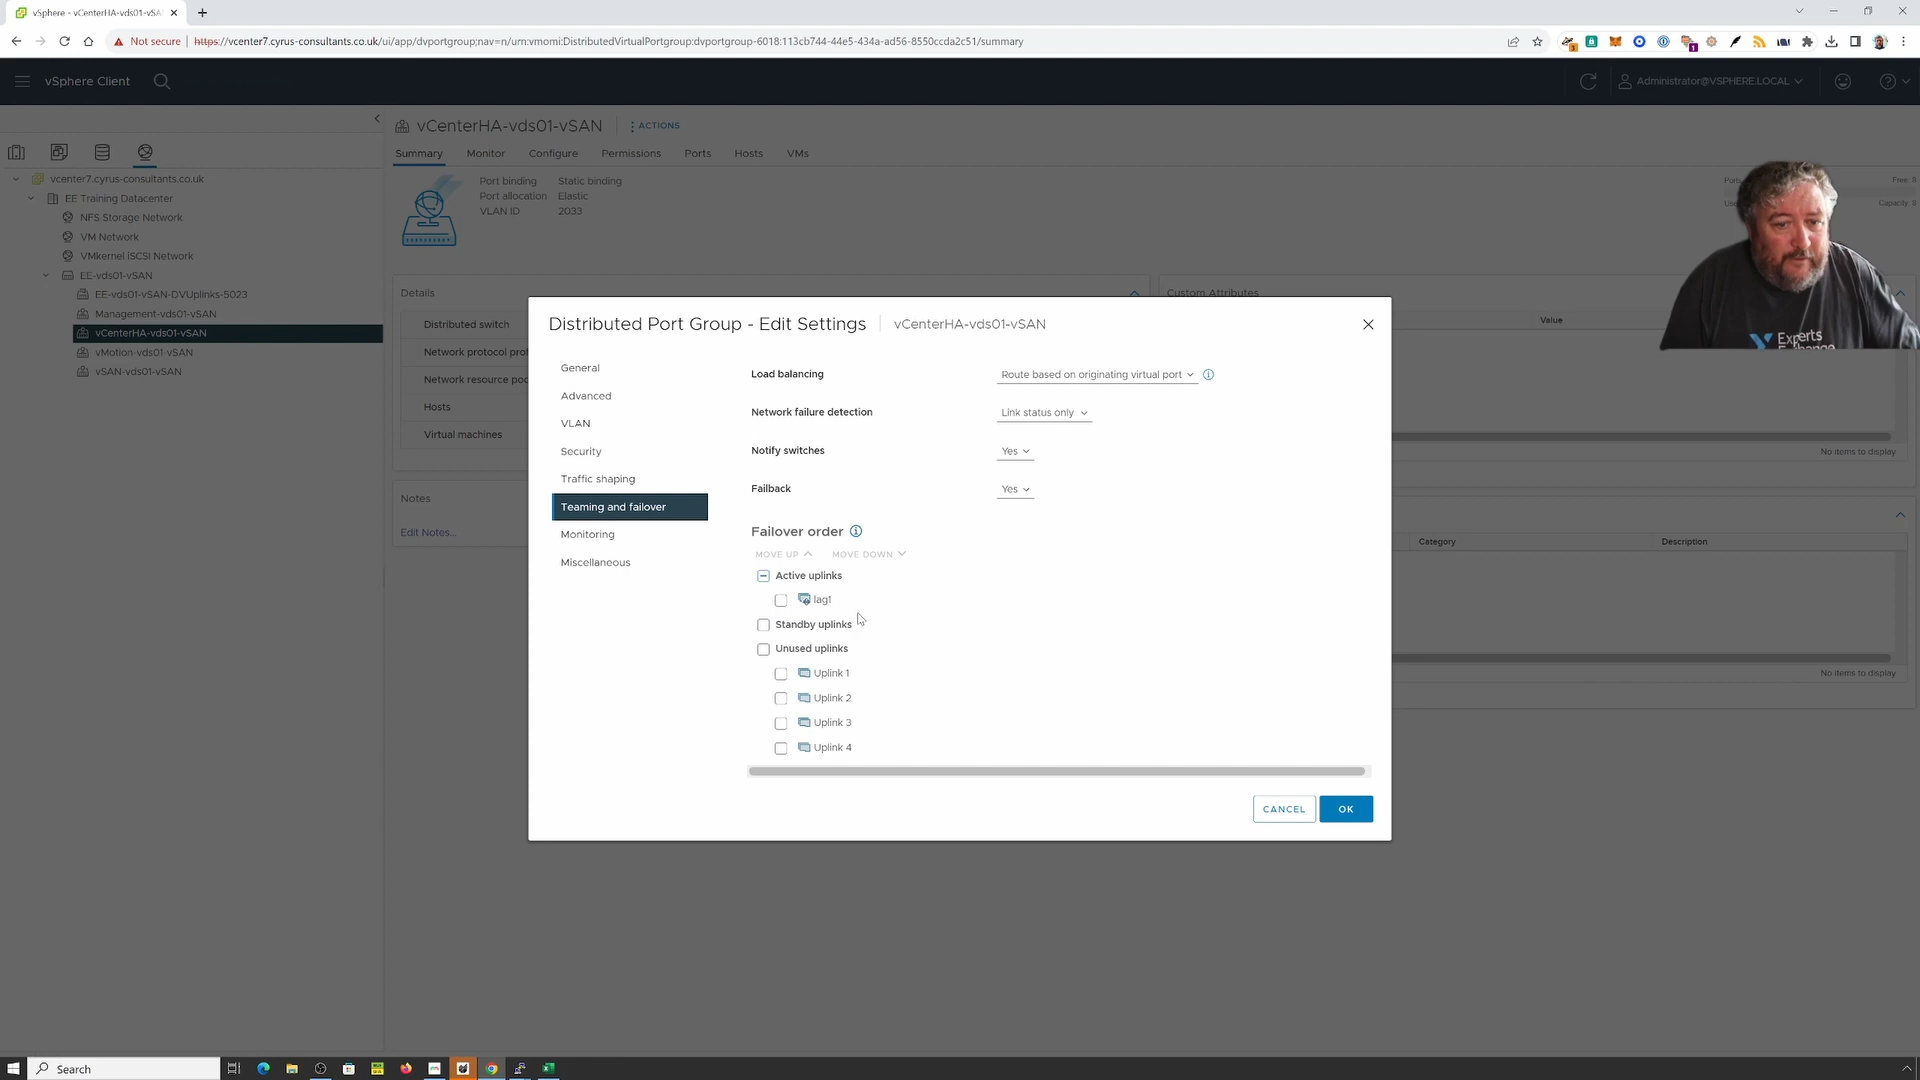 vSphere - vCenterHA-vds01-vSA
Not secure
https://vcenter7.cyrus-consultants.co.uk/ui/app/dvportgroup;nav=n/urn:vmomi:DistributedVirtualPortgroup:dvportgroup-6018:113cb744-44e5-434a-ad56-8550ccda2c51/summary
vSphere Client
Administrator@VSPHERE.LOCAL
vCenterHA-vds01-vSAN
ACTIONS
Summary
Monitor
Configure
Permissions
Ports
Hosts
VMs
vcenter7.cyrus-consultants.co.uk
EE Training Datacenter
NFS Storage Network
VM Network
VMkernel iSCSI Network
EE-vds01-vSAN
EE-vds01-vSAN-DVUplinks-5023
Management-vds01-vSAN
vCenterHA-vds01-vSAN
vMotion-vds01-vSAN
vSAN-vds01-vSAN
Port binding Static binding
Port allocation Elastic
VLAN ID 2033
Free: 8
Capacity: 8
Details
Distributed switch
Network protocol prof
Network resource poo
Hosts
Virtual machines
Notes
Edit Notes...
Custom Attributes
Value
No items to display
Category
Description
No items to display
Experts
Exchange
Distributed Port Group - Edit Settings
vCenterHA-vds01-vSAN
General
Advanced
VLAN
Security
Traffic shaping
Teaming and failover
Monitoring
Miscellaneous
Load balancing Route based on originating virtual port
Network failure detection Link status only
Notify switches Yes
Failback Yes
Failover order
MOVE UP MOVE DOWN
Active uplinks
lag1
Standby uplinks
Unused uplinks
Uplink 1
Uplink 2
Uplink 3
Uplink 4
CANCEL
OK
Search